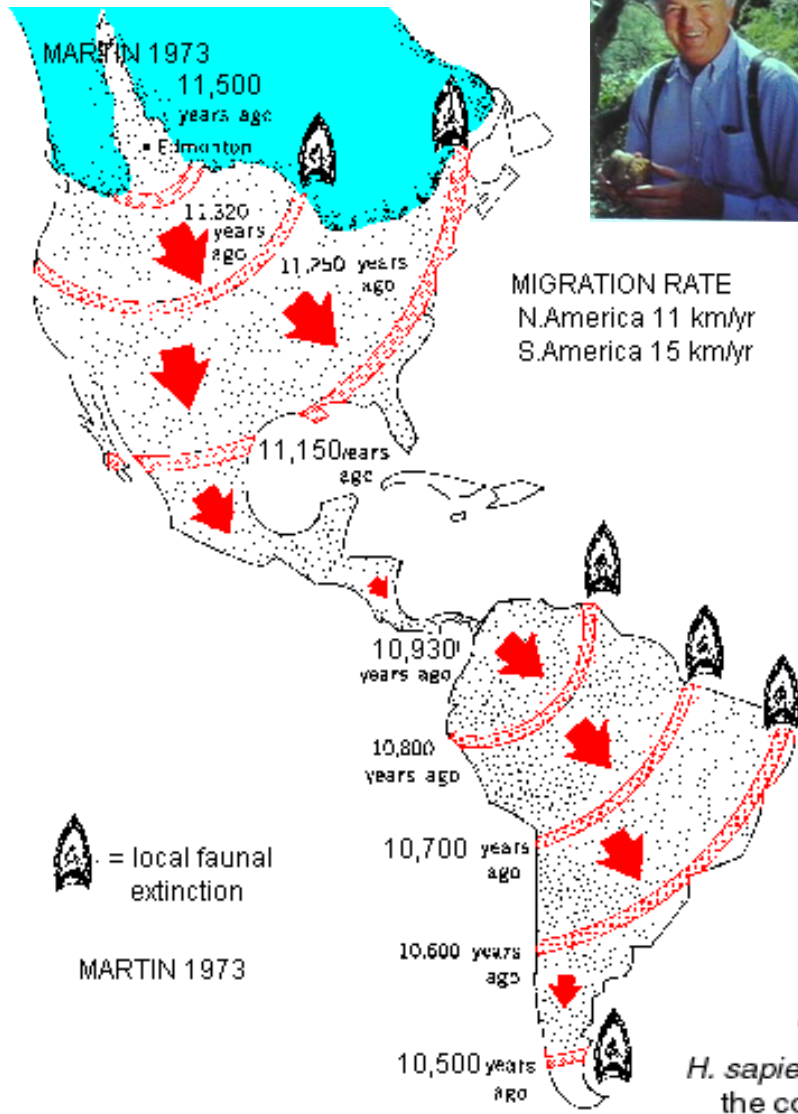 MARTIN 1973
11,500
years ago
• Edmonton
11,320
years
ago
11,250 years
ago
MIGRATION RATE
N.America 11 km/yr
S.America 15 km/yr
11,150 years
ago
10,930
years ago
10,800
years ago
= local faunal
extinction
10,700 years
ago
MARTIN 1973
10,600 years
ago
10,500 years
ago
H. sapie
the co